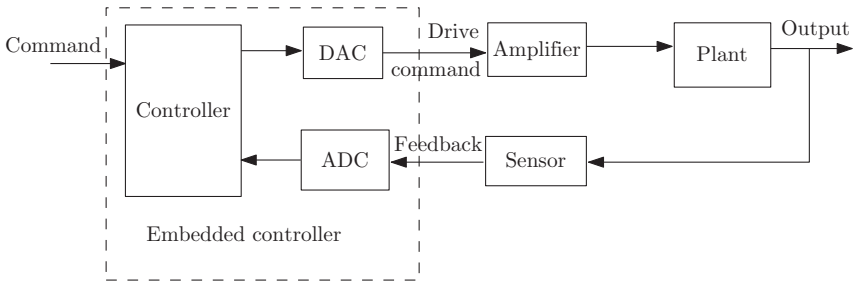 Command
Controller
DAC
Drive
command
Amplifier
Plant
Output
ADC
Feedback
Sensor
Embedded controller